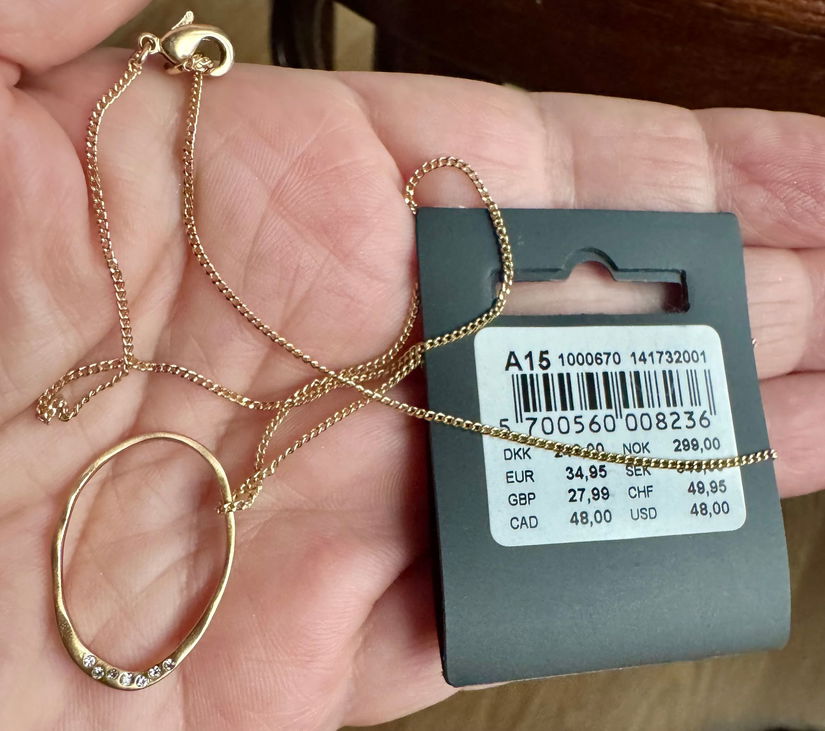 A15 1000670 141732001
5 700560 008236
DKK NOK 299,00
EUR 34,95 SEK
GBP 27,99 CHF 49,95
CAD 48,00 USD 48,00